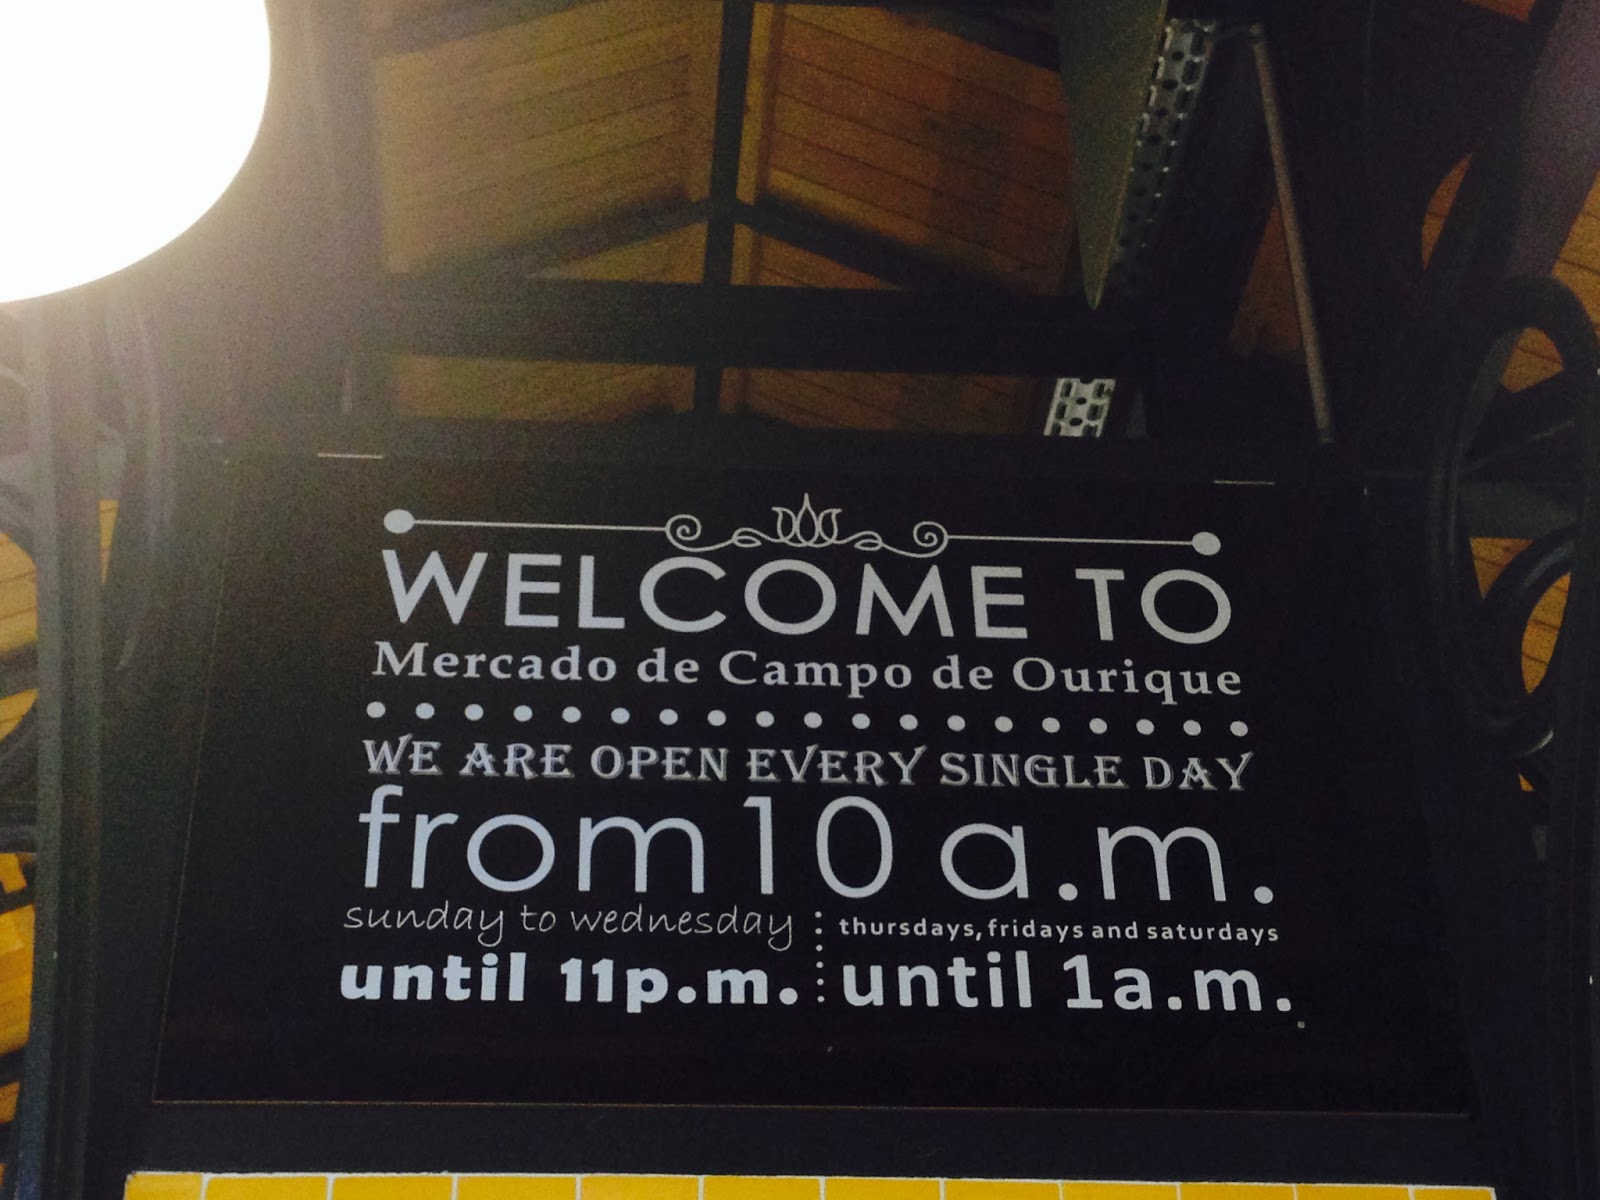 WELCOME TO
Mercado de Campo de Ourique
WE ARE OPEN EVERY SINGLE DAY
from 10 a.m.
sunday to wednesday
until 11p.m.
thursdays, fridays and saturdays
until 1a.m.